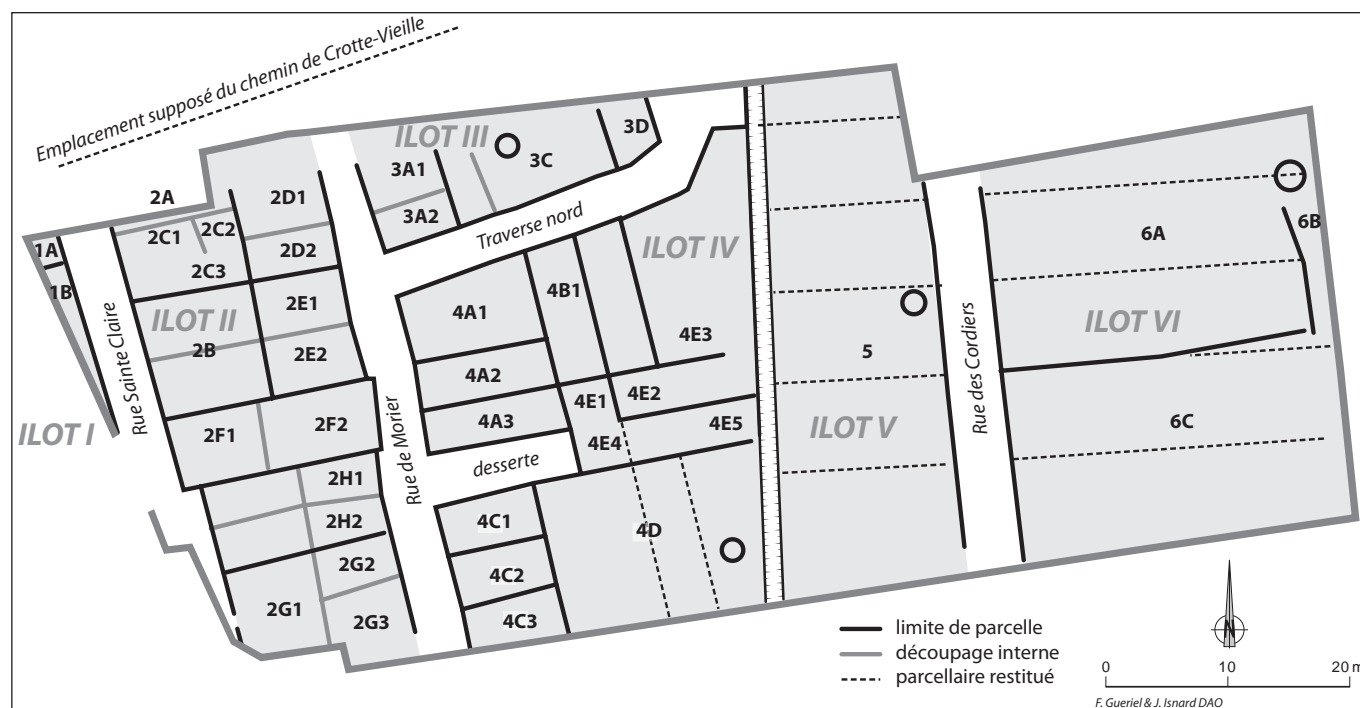 Emplacement supposé du chemin de Crotte-Vieille
ILOT III
3D
3C
3A1
3A2
2A
2D1
2C1
2C2
2C3
2D2
1A
1B
Traverse nord
ILOT IV
6A
6B
Rue Sainte Claire
ILOT II
2B
2E1
2E2
4A1
4B1
4E3
ILOT VI
5
4A2
4E1
4E2
ILOT I
2F1
2F2
4A3
4E4
4E5
ILOT V
Rue des Cordiers
6C
Rue de Morier
desserte
2H1
2H2
4C1
4D
2G2
4C2
2G1
2G3
4C3
limite de parcelle
découpage interne
parcellaire restitué
N
0 10 20 m
F. Gueriel & J. Isnard DAO